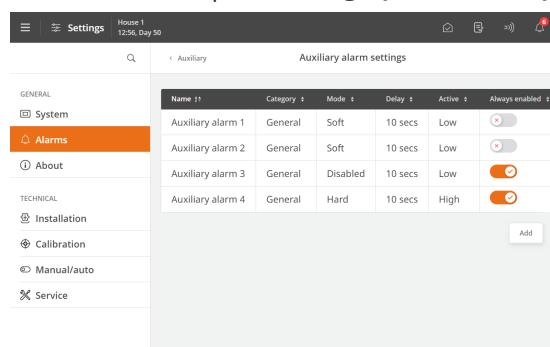 Settings
House 1
12:56, Day 50
6
Auxiliary
Auxiliary alarm settings
GENERAL
System
Alarms
About
TECHNICAL
Installation
Calibration
Manual/auto
Service
Name Category Mode Delay Active Always enabled
Auxiliary alarm 1 General Soft 10 secs Low
Auxiliary alarm 2 General Soft 10 secs Low
Auxiliary alarm 3 General Disabled 10 secs Low
Auxiliary alarm 4 General Hard 10 secs High
Add